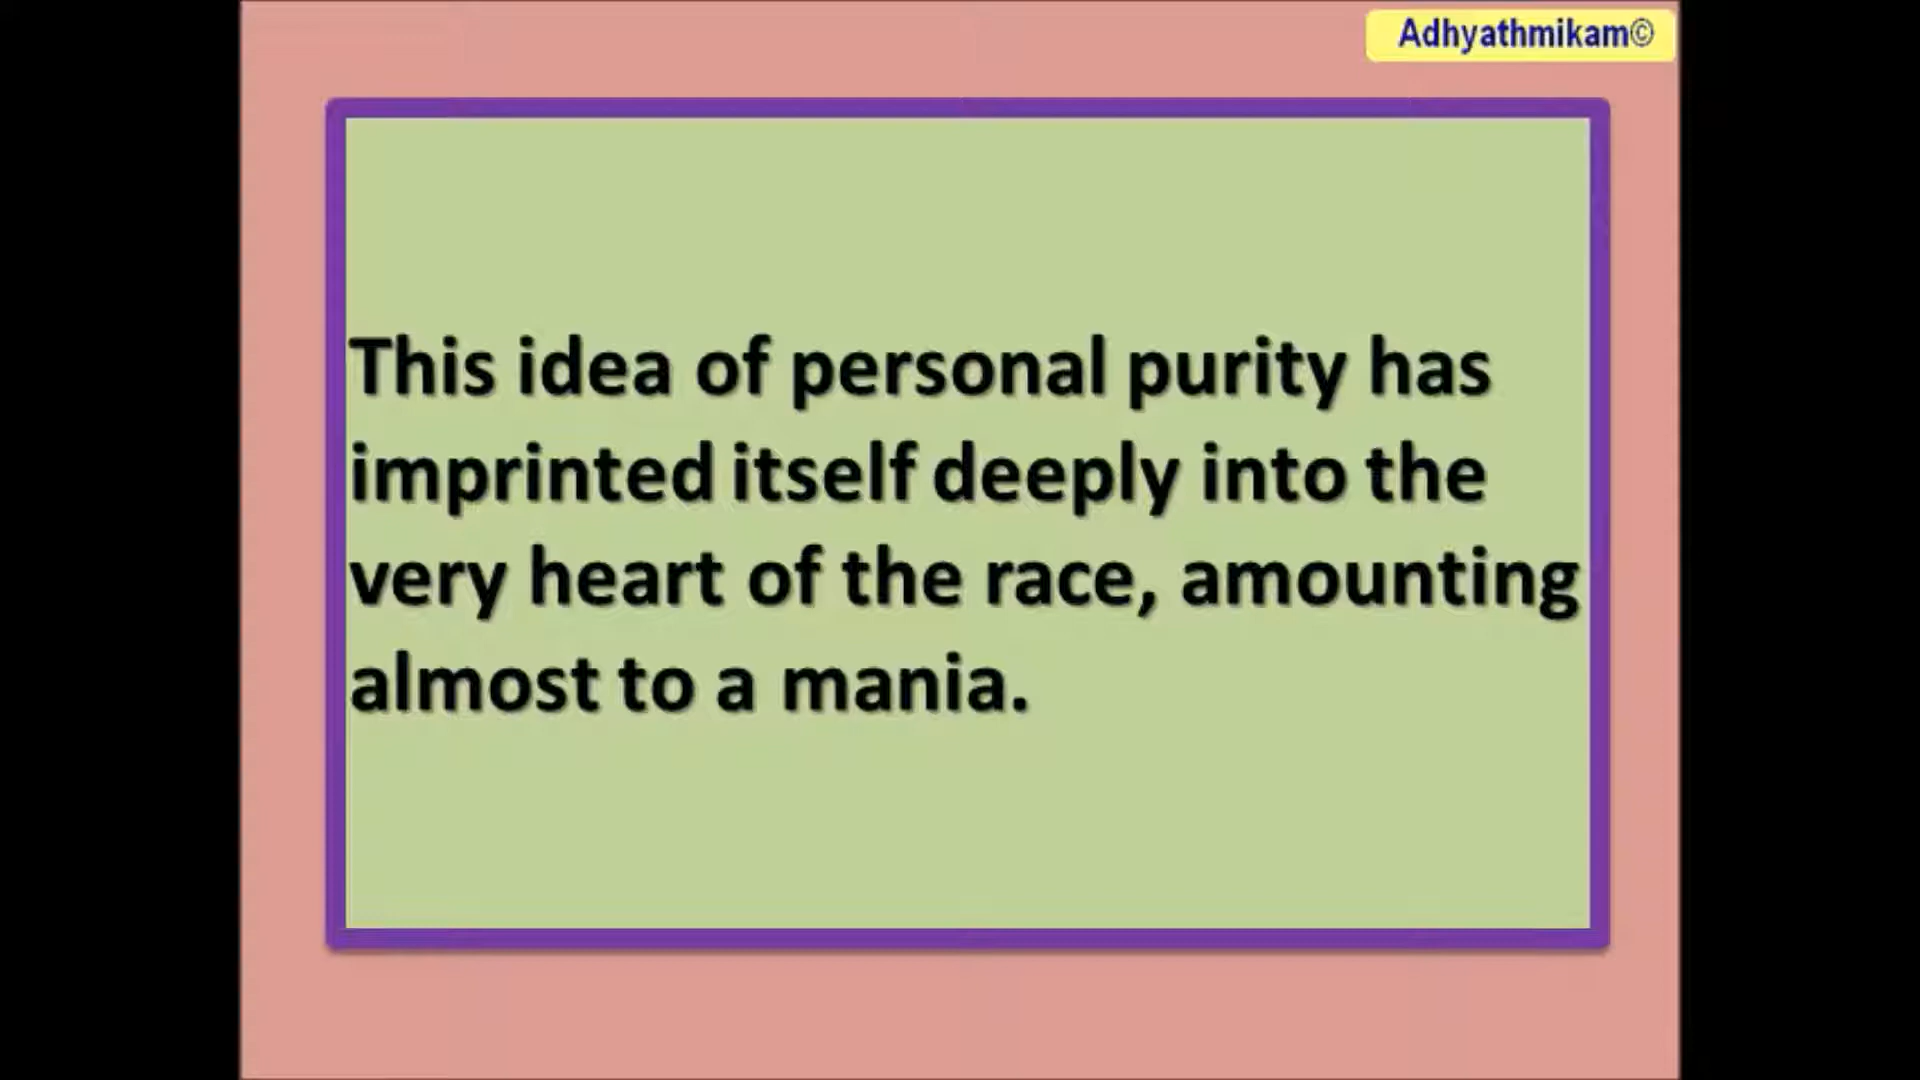 Adhyathmikam©
This idea of personal purity has
imprinted itself deeply into the
very heart of the race, amounting
almost to a mania.